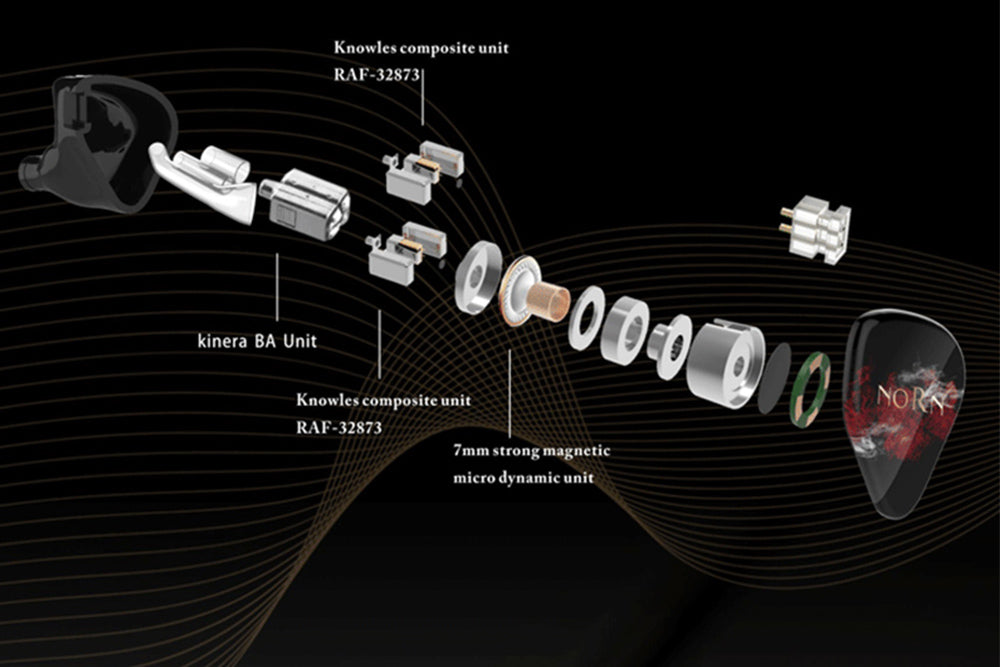 Knowles composite unit
RAF-32873
kinera BA Unit
Knowles composite unit
RAF-32873
7mm strong magnetic
micro dynamic unit
NORN